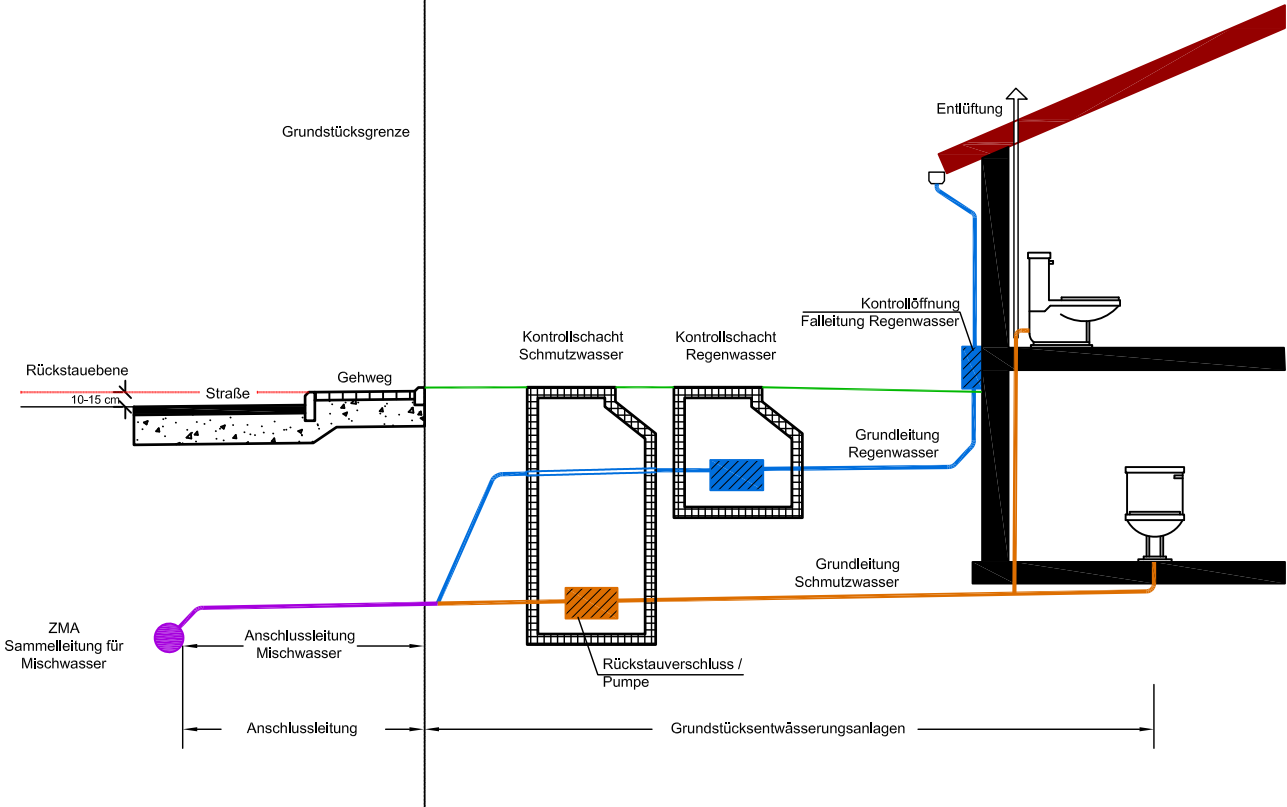 Entlüftung
Grundstücksgrenze
Kontrollöffnung
Falleitung Regenwasser
Kontrollschacht
Schmutzwasser
Kontrollschacht
Regenwasser
Rückstauebene
10-15 cm
Straße
Gehweg
Grundleitung
Regenwasser
Grundleitung
Schmutzwasser
ZMA
Sammelleitung für
Mischwasser
Anschlussleitung
Mischwasser
Rückstauverschluss /
Pumpe
Anschlussleitung
Grundstücksentwässerungsanlagen